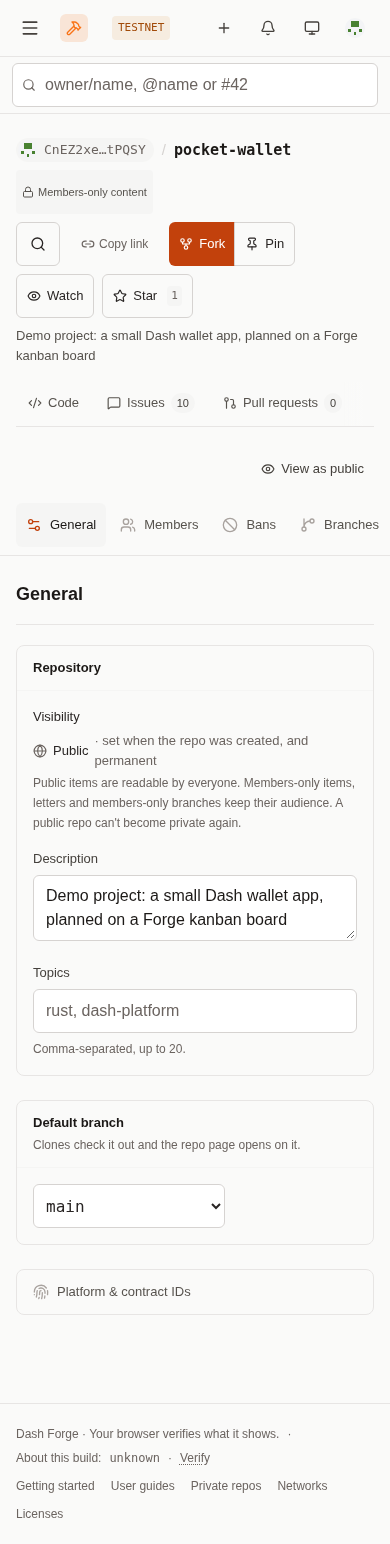 TESTNET
owner/name, @name or #42
CnEZ2xe…tPQSY / pocket-wallet
Members-only content
Copy link Fork Pin
Watch Star 1
Demo project: a small Dash wallet app, planned on a Forge
kanban board
Code Issues 10 Pull requests 0
View as public
General Members Bans Branches
General
Repository
Visibility
Public · set when the repo was created, and
permanent
Public items are readable by everyone. Members-only items,
letters and members-only branches keep their audience. A
public repo can't become private again.
Description
Demo project: a small Dash wallet app,
planned on a Forge kanban board
Topics
rust, dash-platform
Comma-separated, up to 20.
Default branch
Clones check it out and the repo page opens on it.
main
Platform & contract IDs
Dash Forge · Your browser verifies what it shows. ·
About this build: unknown · Verify
Getting started User guides Private repos Networks
Licenses